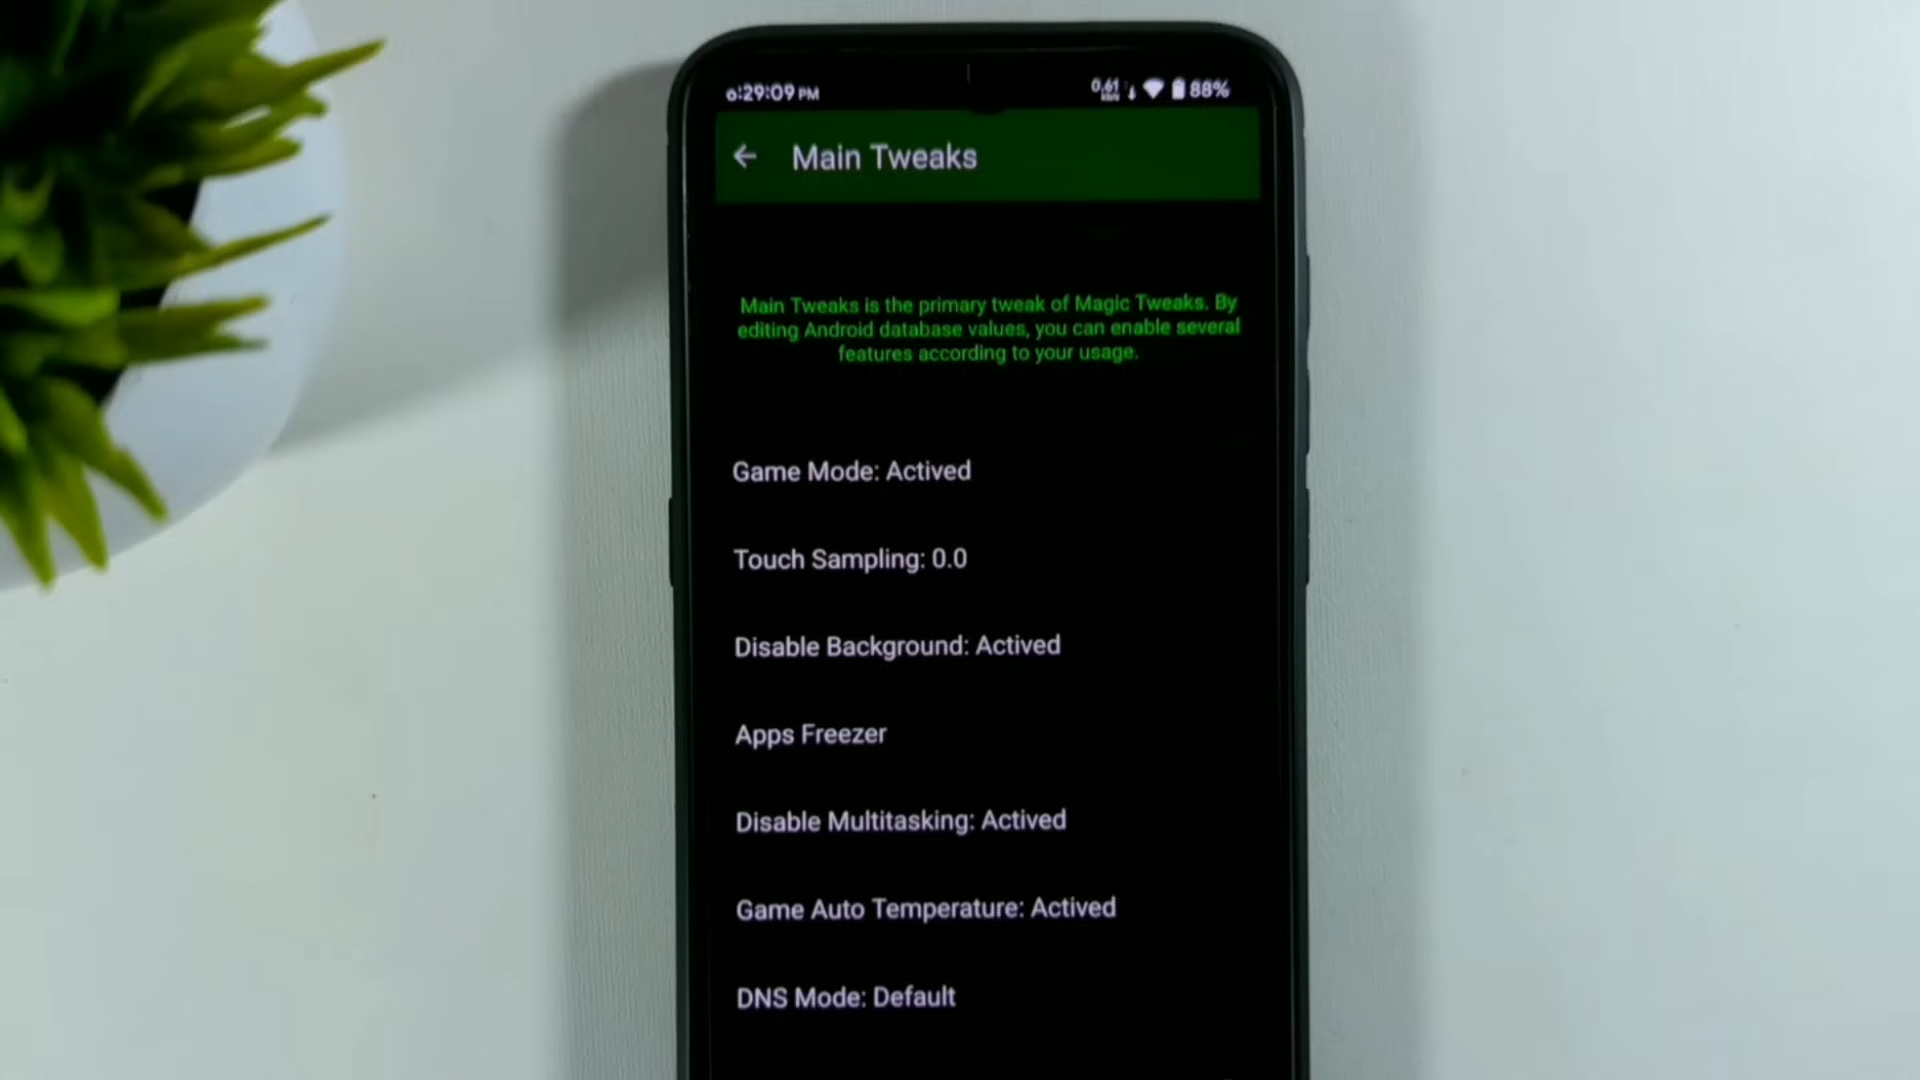 6:29:09 PM
0.61
88%
Main Tweaks
Main Tweaks is the primary tweak of Magic Tweaks. By
editing Android database values, you can enable several
features according to your usage.
Game Mode: Actived
Touch Sampling: 0.0
Disable Background: Actived
Apps Freezer
Disable Multitasking: Actived
Game Auto Temperature: Actived
DNS Mode: Default